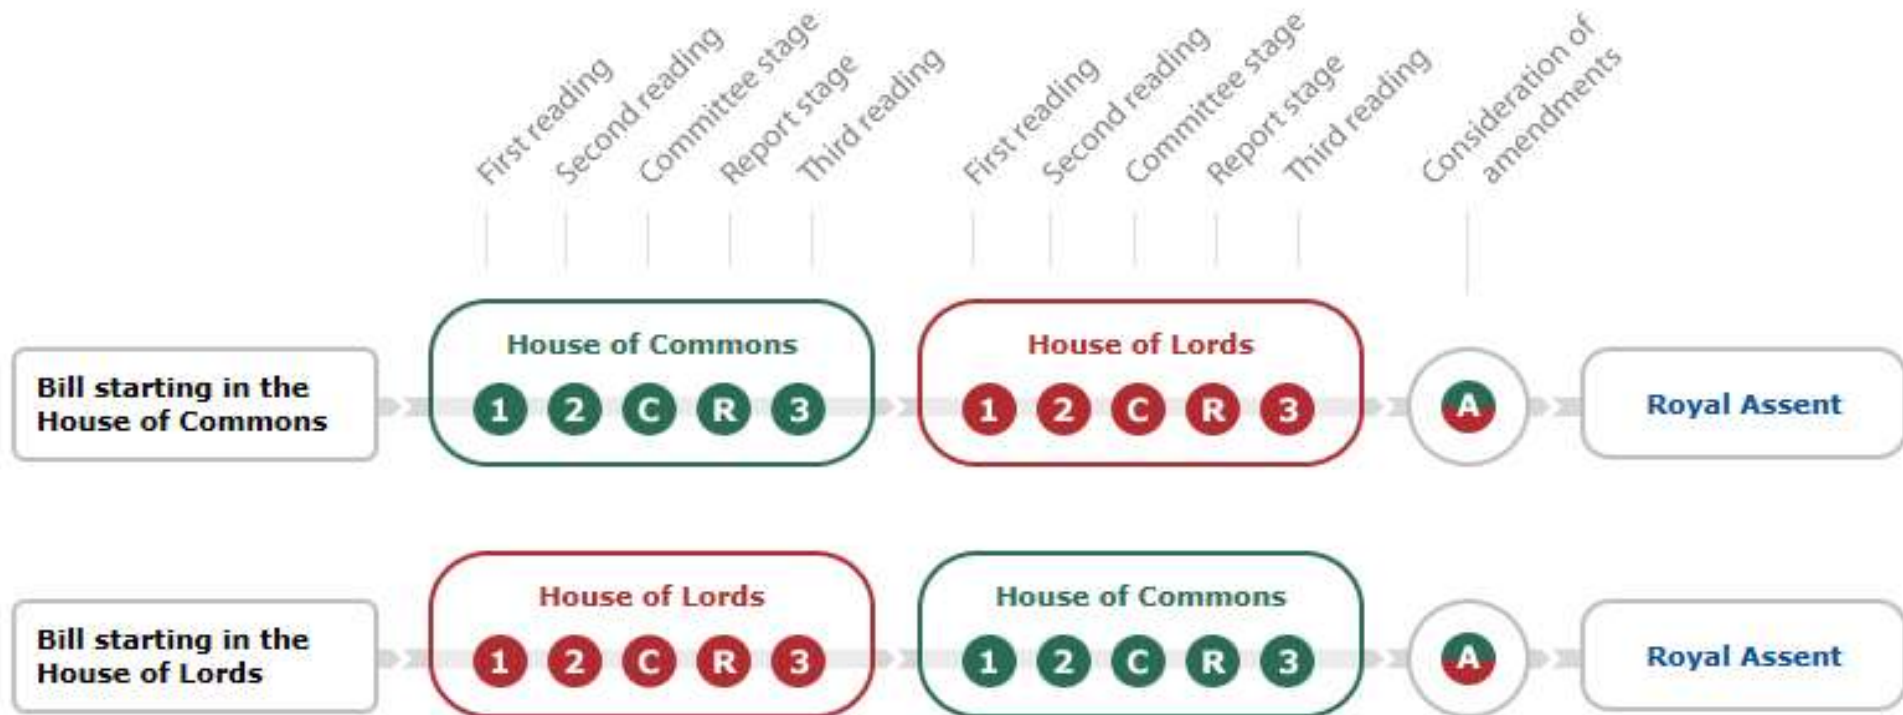 First reading
Second reading
Committee stage
Report stage
Third reading
First reading
Second reading
Committee stage
Report stage
Third reading
Consideration of
amendments
Bill starting in the
House of Commons
House of Commons
1 2 C R 3
House of Lords
1 2 C R 3
A
Royal Assent
Bill starting in the
House of Lords
House of Lords
1 2 C R 3
House of Commons
1 2 C R 3
A
Royal Assent